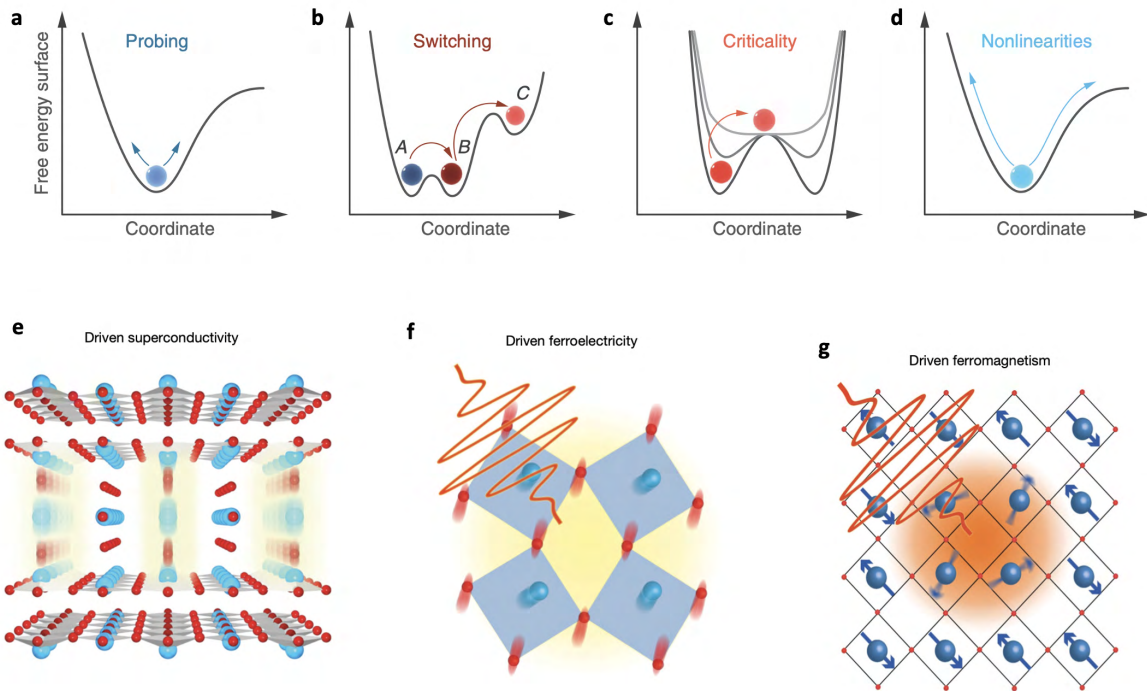 a
Probing
Free energy surface
Coordinate
b
Switching
A
B
C
Coordinate
c
Criticality
Coordinate
d
Nonlinearities
Coordinate
e
Driven superconductivity
f
Driven ferroelectricity
g
Driven ferromagnetism